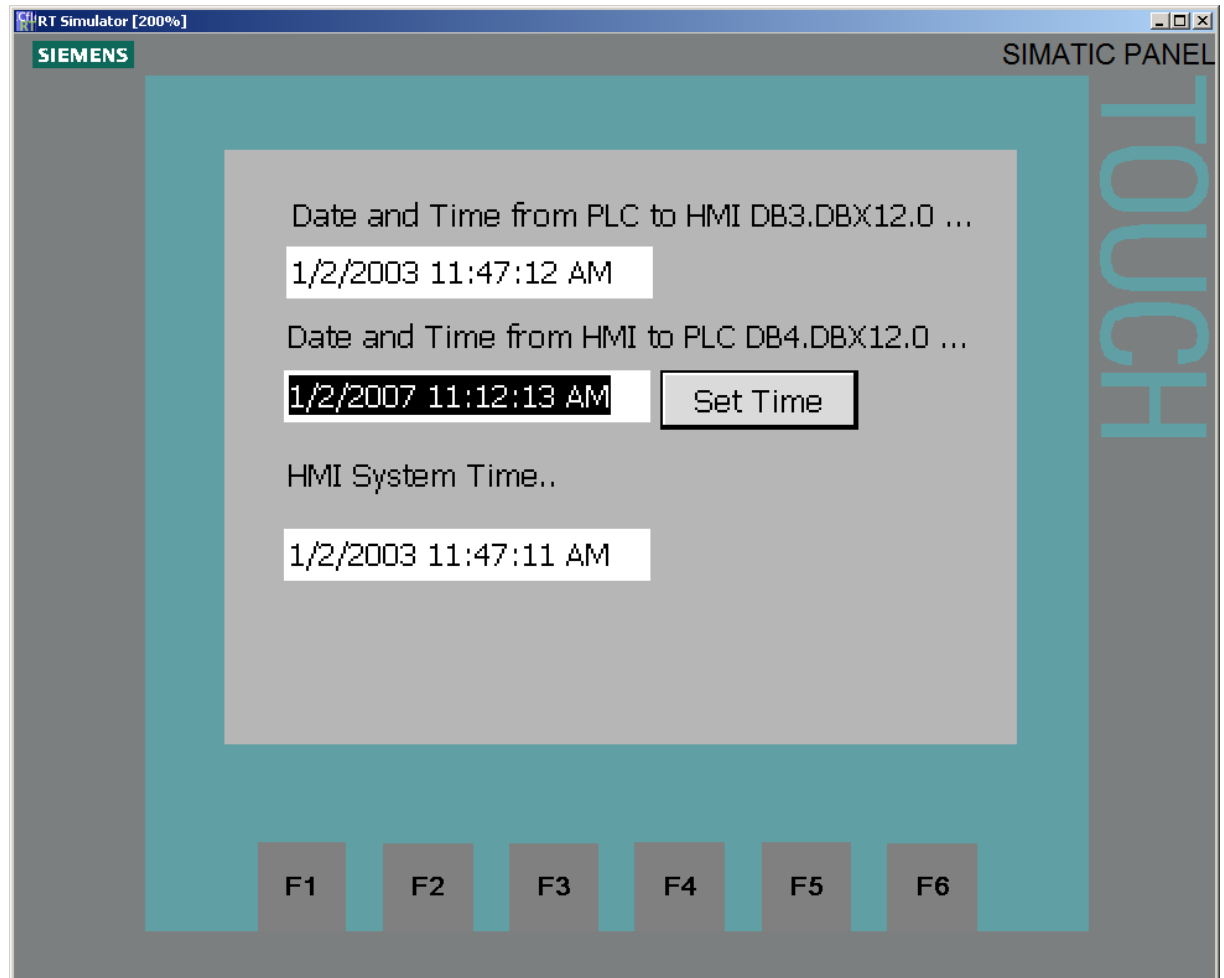 RT Simulator [200%]
SIEMENS
SIMATIC PANEL
TOUCH
Date and Time from PLC to HMI DB3.DBX12.0 ...
1/2/2003 11:47:12 AM
Date and Time from HMI to PLC DB4.DBX12.0 ...
1/2/2007 11:12:13 AM
Set Time
HMI System Time..
1/2/2003 11:47:11 AM
F1 F2 F3 F4 F5 F6